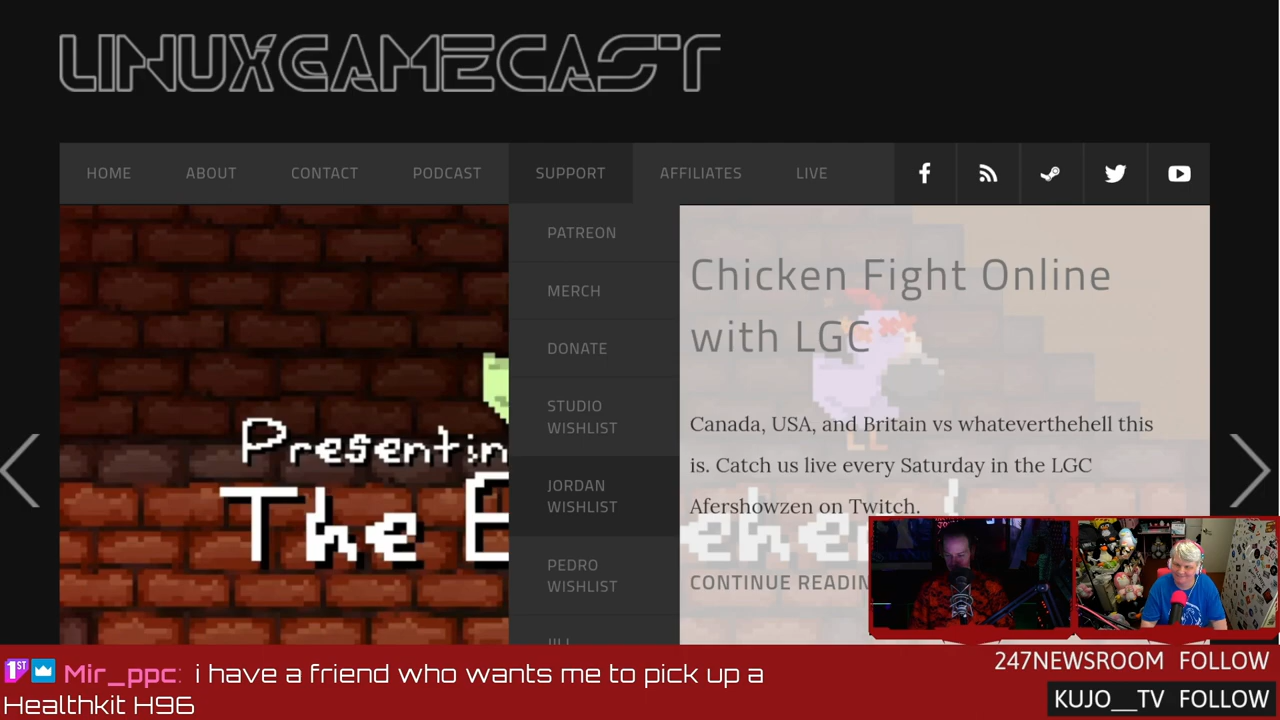 LINUXGAMECAST
HOME ABOUT CONTACT PODCAST SUPPORT AFFILIATES LIVE
PATREON
MERCH
DONATE
STUDIO
WISHLIST
JORDAN
WISHLIST
PEDRO
WISHLIST
Presentin
The E
Chicken Fight Online
with LGC
Canada, USA, and Britain vs whateverthehell this
is. Catch us live every Saturday in the LGC
Afershowzen on Twitch.
CONTINUE READIN
1ST Mir_ppc: i have a friend who wants me to pick up a
Healthkit H96
247NEWSROOM FOLLOW
KUJO__TV FOLLOW